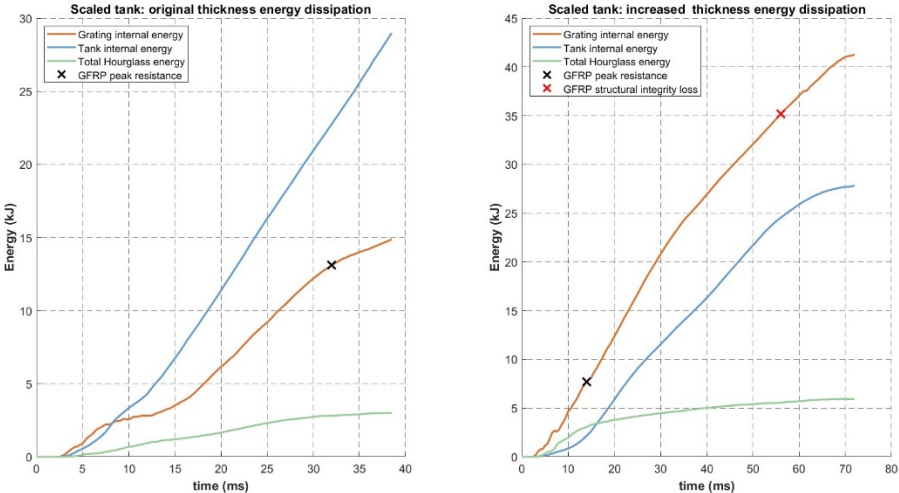 Scaled tank: original thickness energy dissipation
30
25
20
15
10
5
0
Energy (kJ)
Grating internal energy
Tank internal energy
Total Hourglass energy
GFRP peak resistance
0 5 10 15 20 25 30 35 40
time (ms)
Scaled tank: increased thickness energy dissipation
45
40
35
30
25
20
15
10
5
0
Energy (kJ)
Grating internal energy
Tank internal energy
Total Hourglass energy
GFRP peak resistance
GFRP structural integrity loss
0 10 20 30 40 50 60 70 80
time (ms)